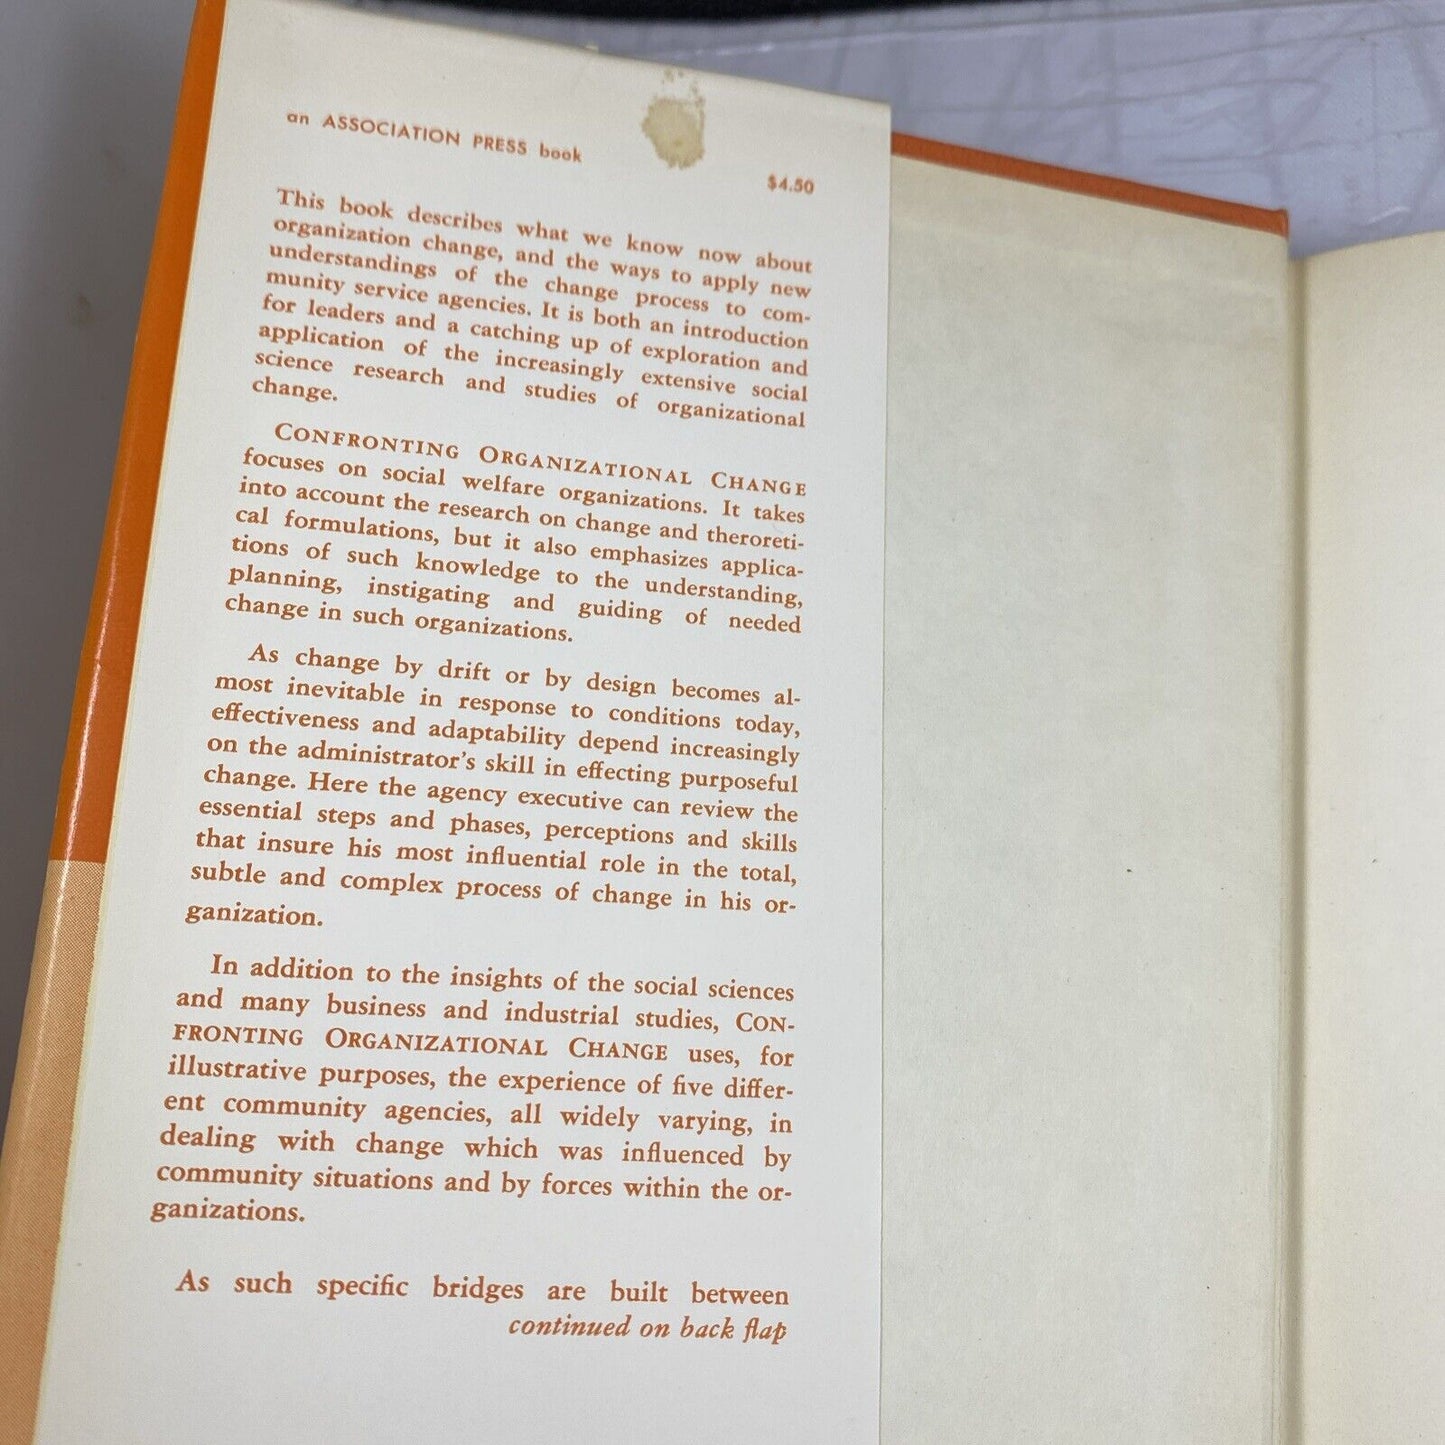 an ASSOCIATION PRESS book
$4.50
This book describes what we know now about
organization change, and the ways to apply new
understandings of the change process to com-
munity service agencies. It is both an introduction
for leaders and a catching up of exploration and
application of the increasingly extensive social
science research and studies of organizational
change.
CONFRONTING ORGANIZATIONAL CHANGE
focuses on social welfare organizations. It takes
into account the research on change and theroreti-
cal formulations, but it also emphasizes applica-
tions of such knowledge to the understanding,
planning, instigating and guiding of needed
change in such organizations.
As change by drift or by design becomes al-
most inevitable in response to conditions today,
effectiveness and adaptability depend increasingly
on the administrator's skill in effecting purposeful
change. Here the agency executive can review the
essential steps and phases, perceptions and skills
that insure his most influential role in the total,
subtle and complex process of change in his or-
ganization.
In addition to the insights of the social sciences
and many business and industrial studies, CON-
FRONTING ORGANIZATIONAL CHANGE uses, for
illustrative purposes, the experience of five differ-
ent community agencies, all widely varying, in
dealing with change which was influenced by
community situations and by forces within the or-
ganizations.
As such specific bridges are built between
continued on back flap